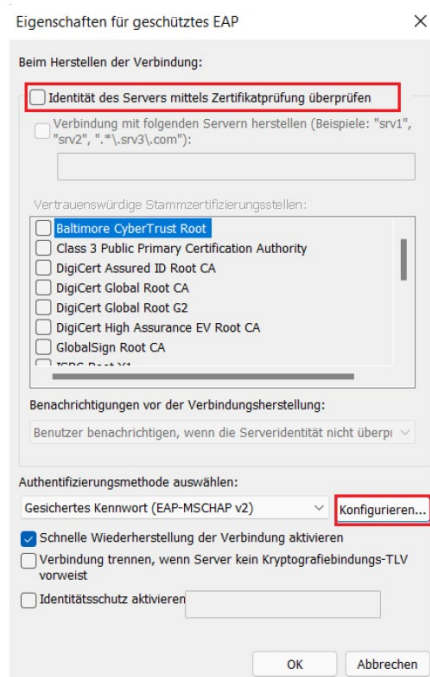 Eigenschaften für geschütztes EAP
Beim Herstellen der Verbindung:
Identität des Servers mittels Zertifikatprüfung überprüfen
Verbindung mit folgenden Servern herstellen (Beispiele: "srv1",
"srv2", ".*\.srv3\.com"):
Vertrauenswürdige Stammzertifizierungsstellen:
Baltimore CyberTrust Root
Class 3 Public Primary Certification Authority
DigiCert Assured ID Root CA
DigiCert Global Root CA
DigiCert Global Root G2
DigiCert High Assurance EV Root CA
GlobalSign Root CA
Benachrichtigungen vor der Verbindungsherstellung:
Benutzer benachrichtigen, wenn die Serveridentität nicht
Authentifizierungsmethode auswählen:
Gesichertes Kennwort (EAP-MSCHAP v2)
Konfigurieren...
Schnelle Wiederherstellung der Verbindung aktivieren
Verbindung trennen, wenn Server kein Kryptografiebindungs-TLV
vorweist
Identitätsschutz aktivieren
OK
Abbrechen